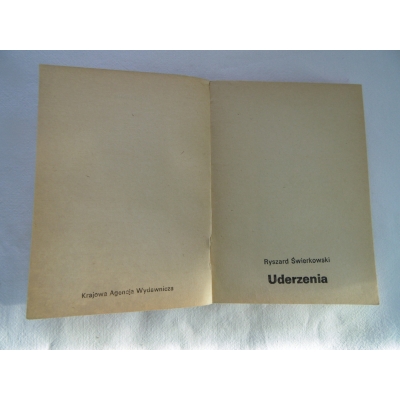 Krajowa Agencja Wydawnicza
Ryszard Świerkowski
Uderzenia